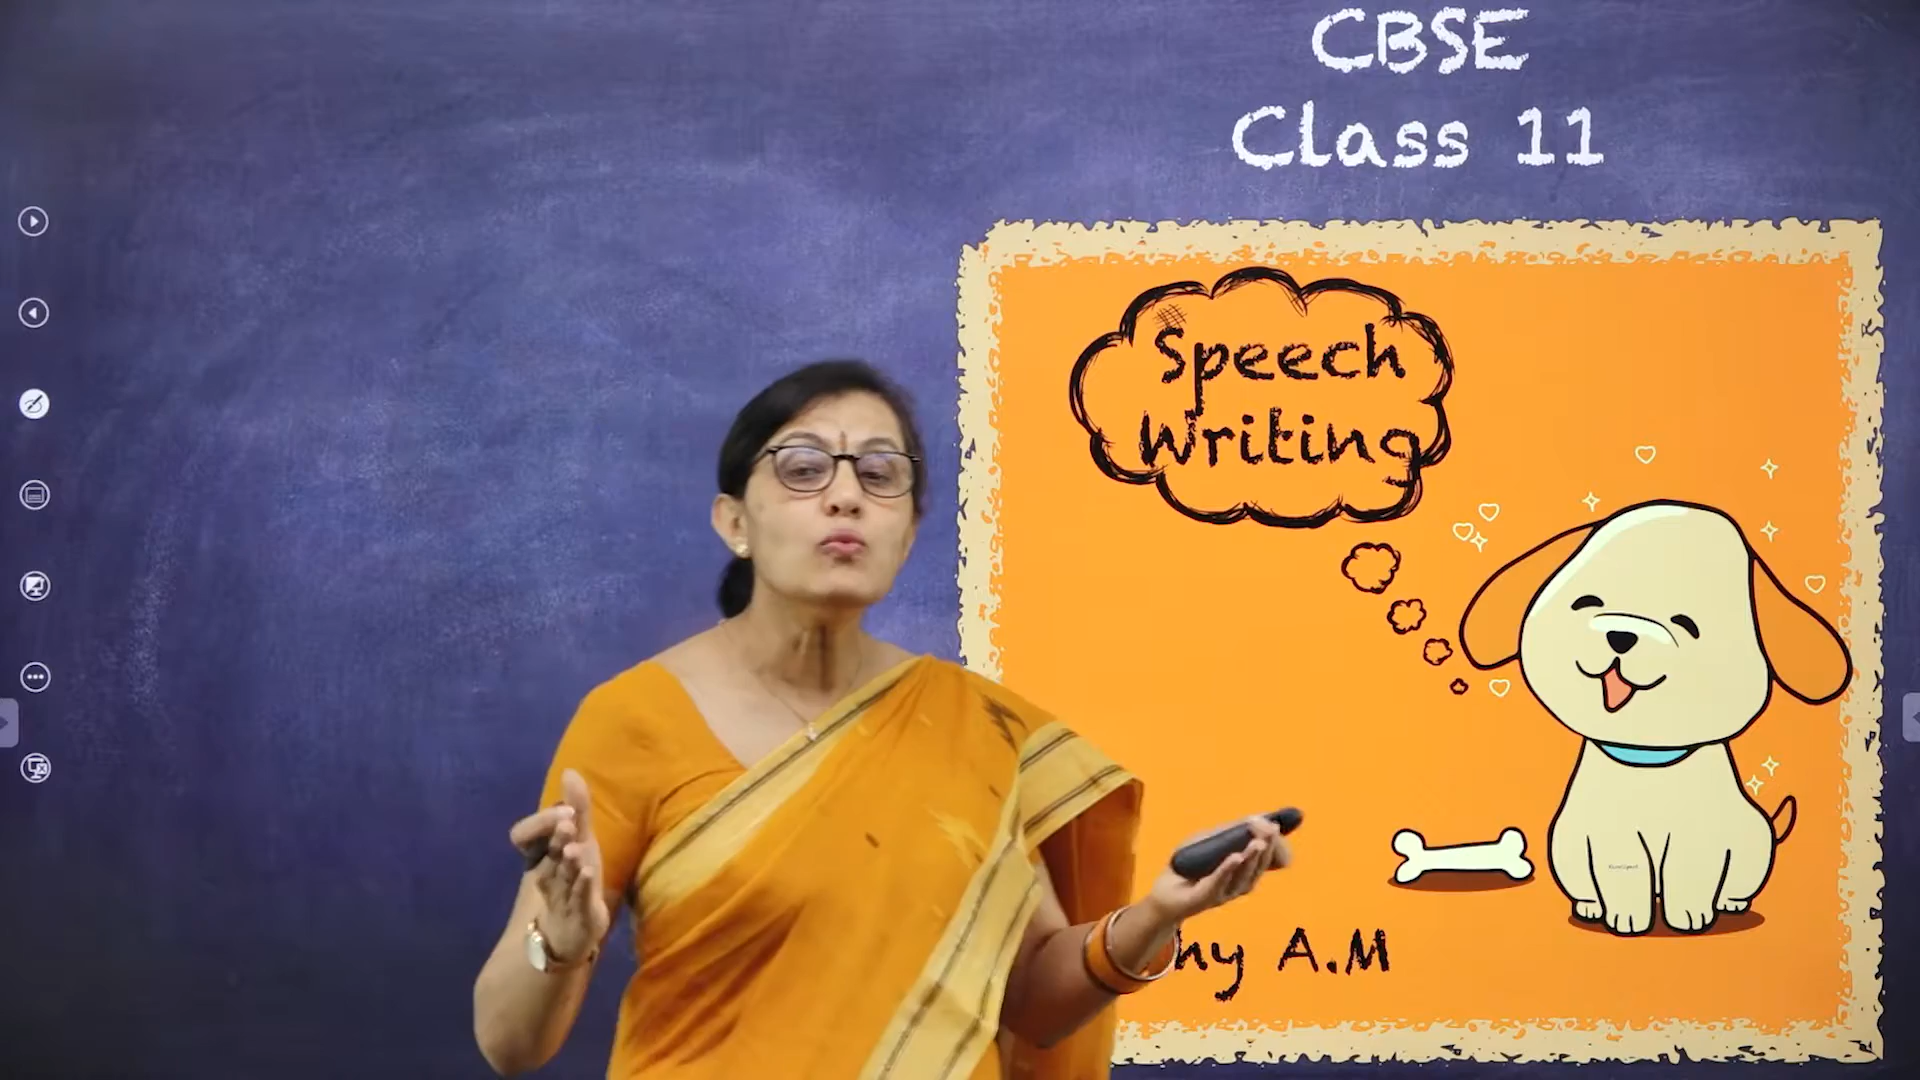 CBSE
Class 11
Speech
Writing
A.M